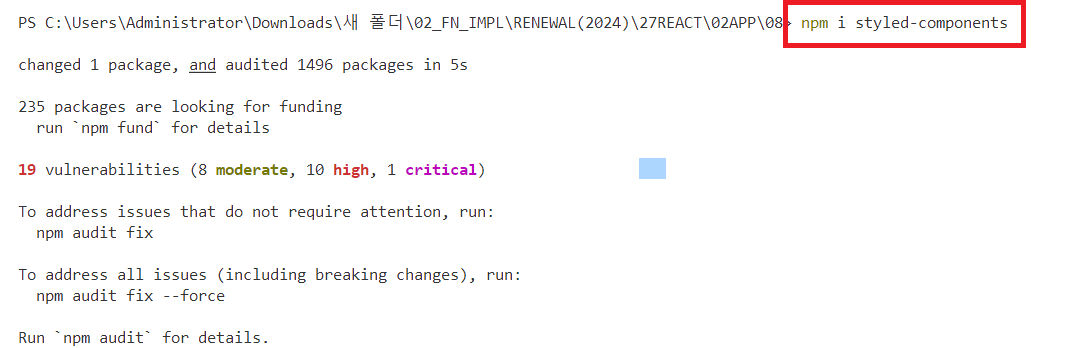 PS C:\Users\Administrator\Downloads\새 폴더\02_FN_IMPL\RENEWAL(2024)\27REACT\02APP\08> npm i styled-components
changed 1 package, and audited 1496 packages in 5s
235 packages are looking for funding
run `npm fund` for details
19 vulnerabilities (8 moderate, 10 high, 1 critical)
To address issues that do not require attention, run:
npm audit fix
To address all issues (including breaking changes), run:
npm audit fix --force
Run `npm audit` for details.